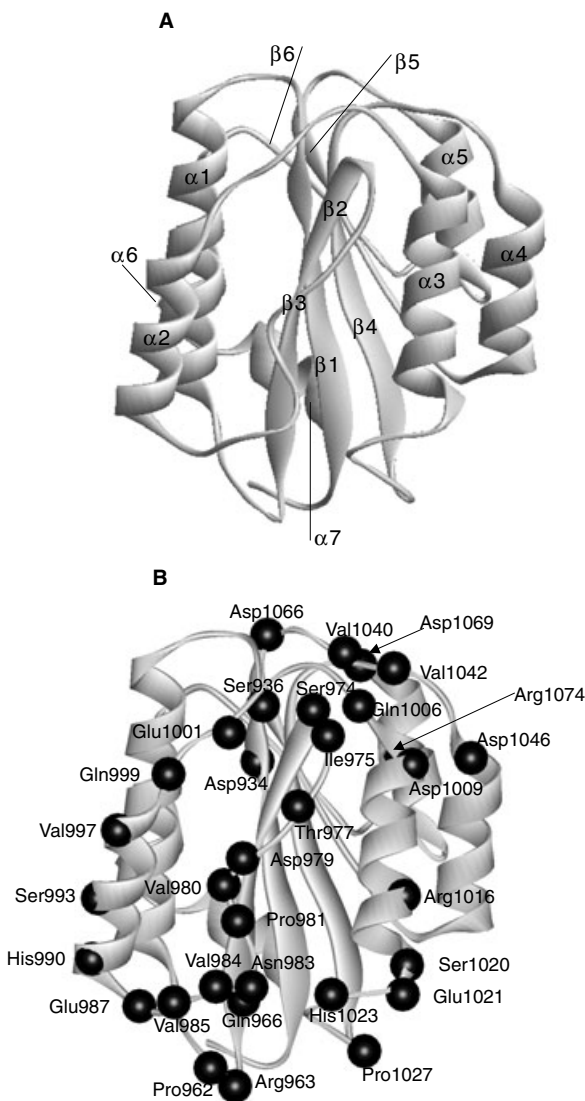 A
β6
β5
α1
α5
β2
α6
α4
α3
β3
α2
β4
β1
α7
B
Asp1066
Val1040
Asp1069
Val1042
Ser936
Ser974
Gln1006
Arg1074
Glu1001
Ile975
Asp1046
Gln999
Asp934
Asp1009
Thr977
Val997
Asp979
Val980
Ser993
Arg1016
Pro981
His990
Val984
Asn983
Ser1020
Glu987
Glu1021
Val985
Gln966
His1023
Pro962
Arg963
Pro1027